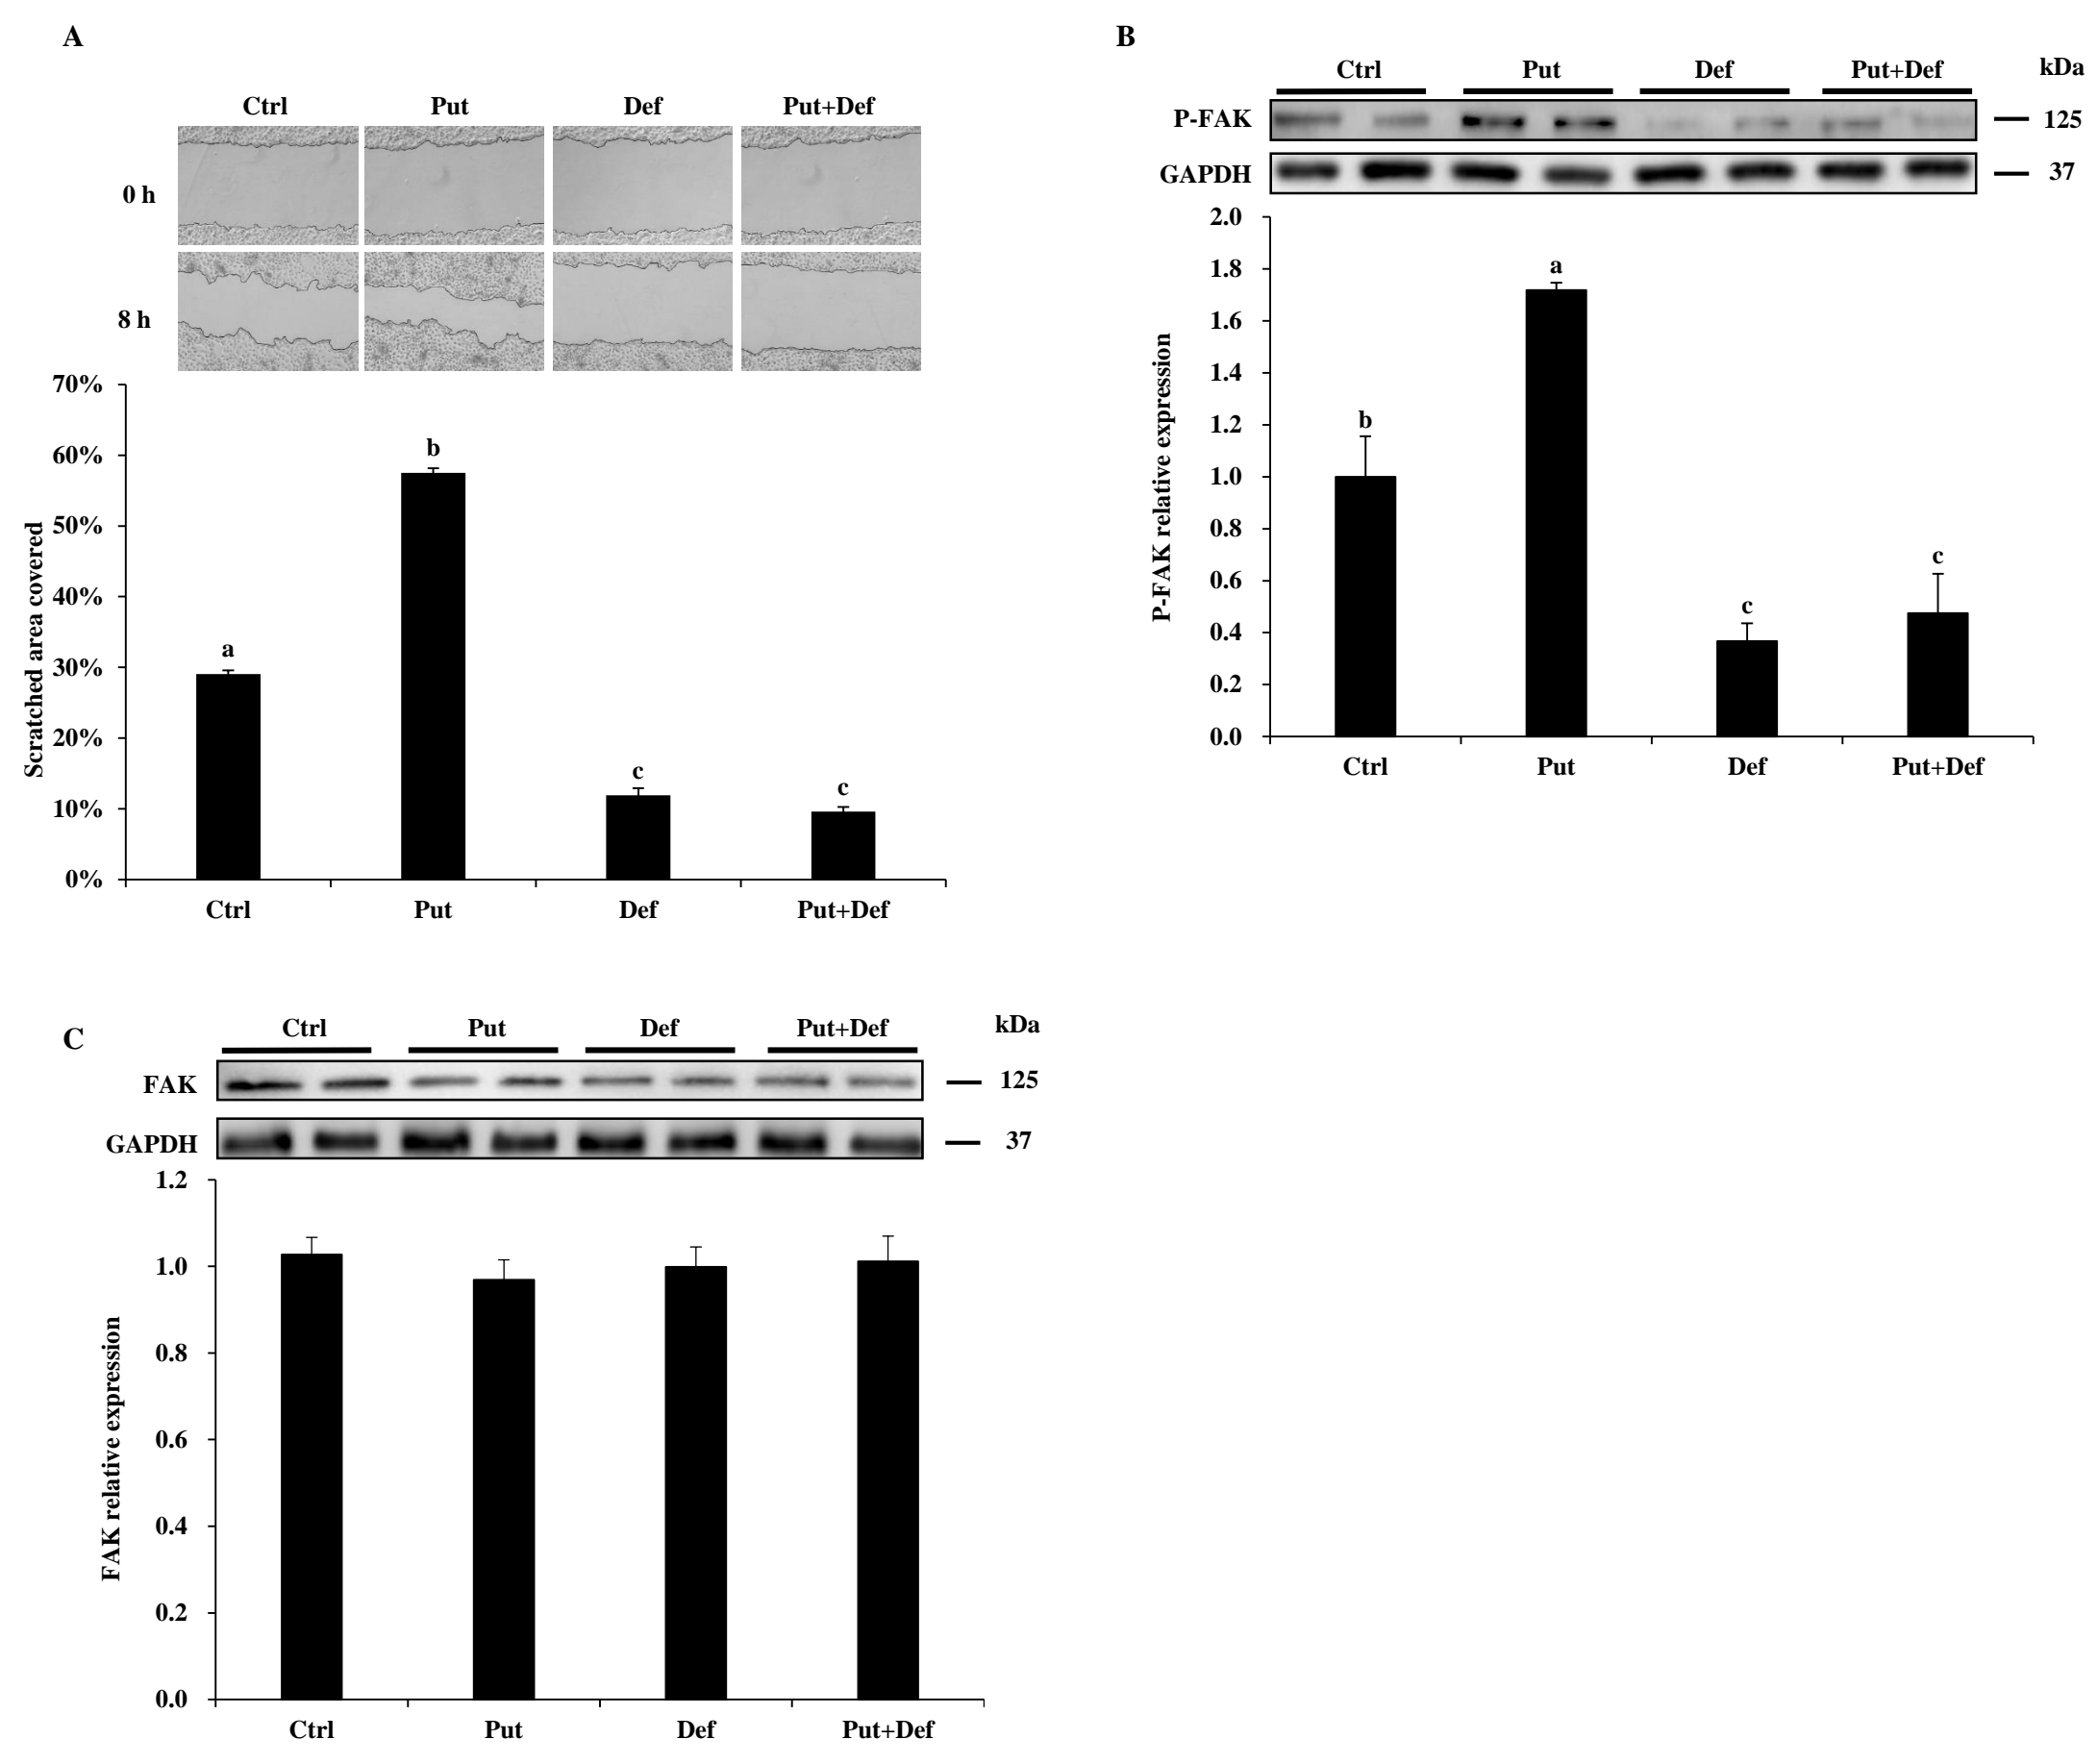 A
Ctrl Put Def Put+Def
0 h
8 h
70%
60%
50%
40%
30%
20%
10%
0%
Scratched area covered
a
b
c
c
Ctrl Put Def Put+Def
B
Ctrl Put Def Put+Def kDa
P-FAK 125
GAPDH 37
2.0
1.8
1.6
1.4
1.2
1.0
0.8
0.6
0.4
0.2
0.0
P-FAK relative expression
b
a
c
c
Ctrl Put Def Put+Def
C
Ctrl Put Def Put+Def kDa
FAK 125
GAPDH 37
1.2
1.0
0.8
0.6
0.4
0.2
0.0
FAK relative expression
Ctrl Put Def Put+Def